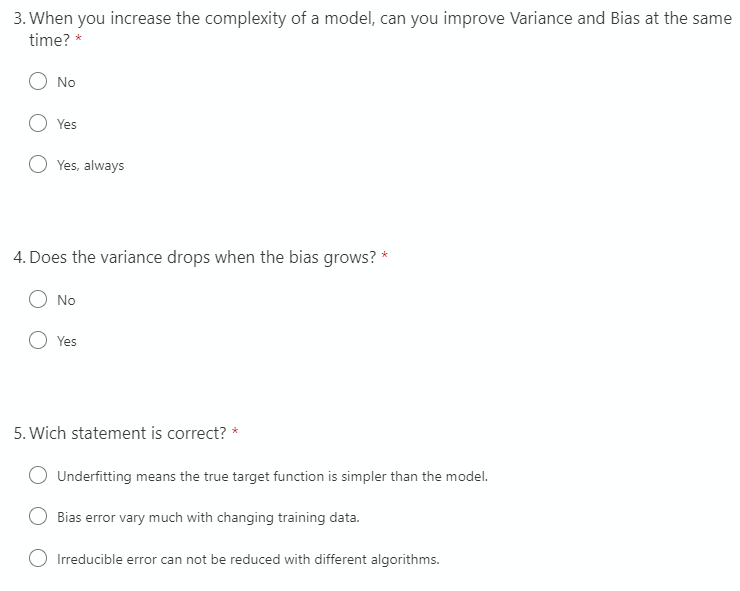 3. When you increase the complexity of a model, can you improve Variance and Bias at the same
time? *
No
Yes
Yes, always
4. Does the variance drops when the bias grows? *
No
Yes
5. Wich statement is correct? *
Underfitting means the true target function is simpler than the model.
Bias error vary much with changing training data.
Irreducible error can not be reduced with different algorithms.